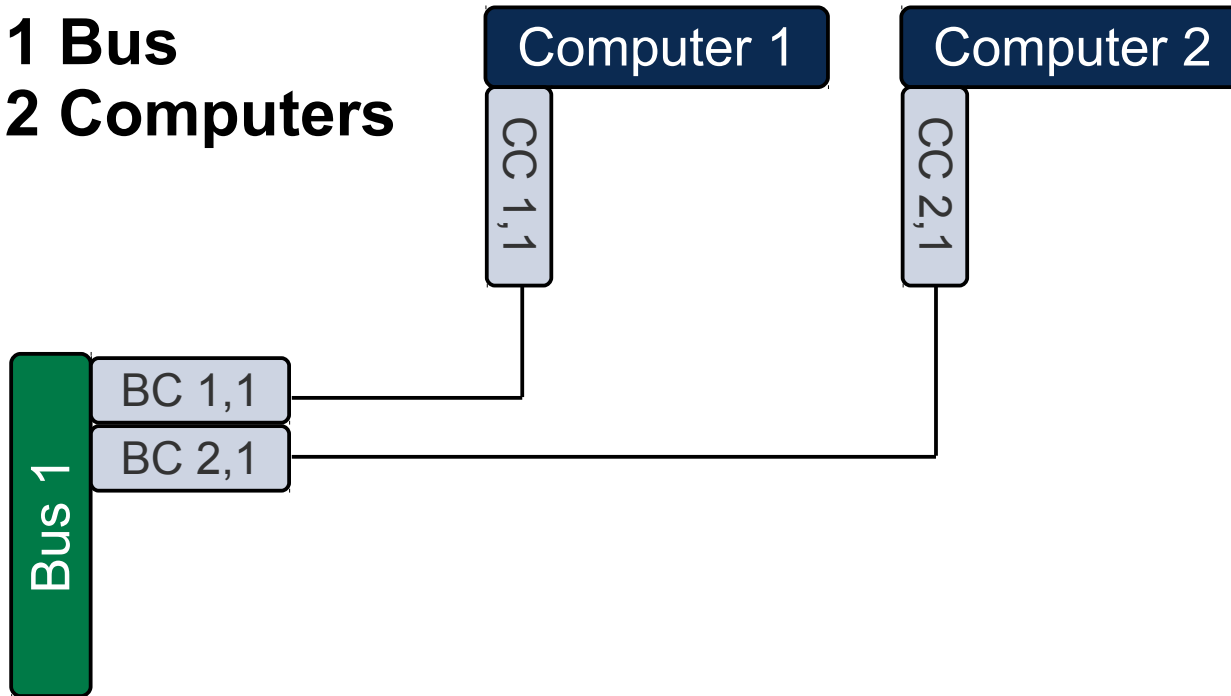 1 Bus
2 Computers
Computer 1
Computer 2
CC 1,1
CC 2,1
BC 1,1
BC 2,1
Bus 1